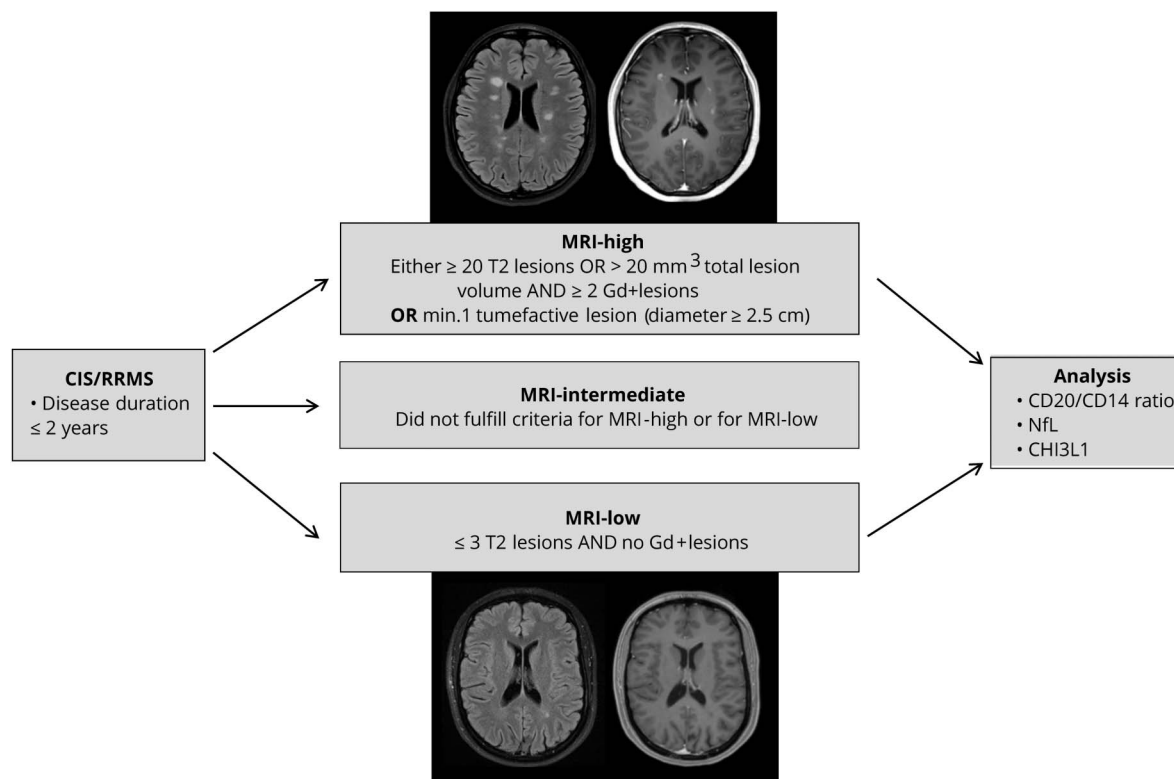 MRI-high
Either ≥ 20 T2 lesions OR > 20 mm³ total lesion
volume AND ≥ 2 Gd+lesions
OR min.1 tumefactive lesion (diameter ≥ 2.5 cm)
CIS/RRMS
• Disease duration
≤ 2 years
MRI-intermediate
Did not fulfill criteria for MRI-high or for MRI-low
MRI-low
≤ 3 T2 lesions AND no Gd+lesions
Analysis
• CD20/CD14 ratio
• NfL
• CHI3L1